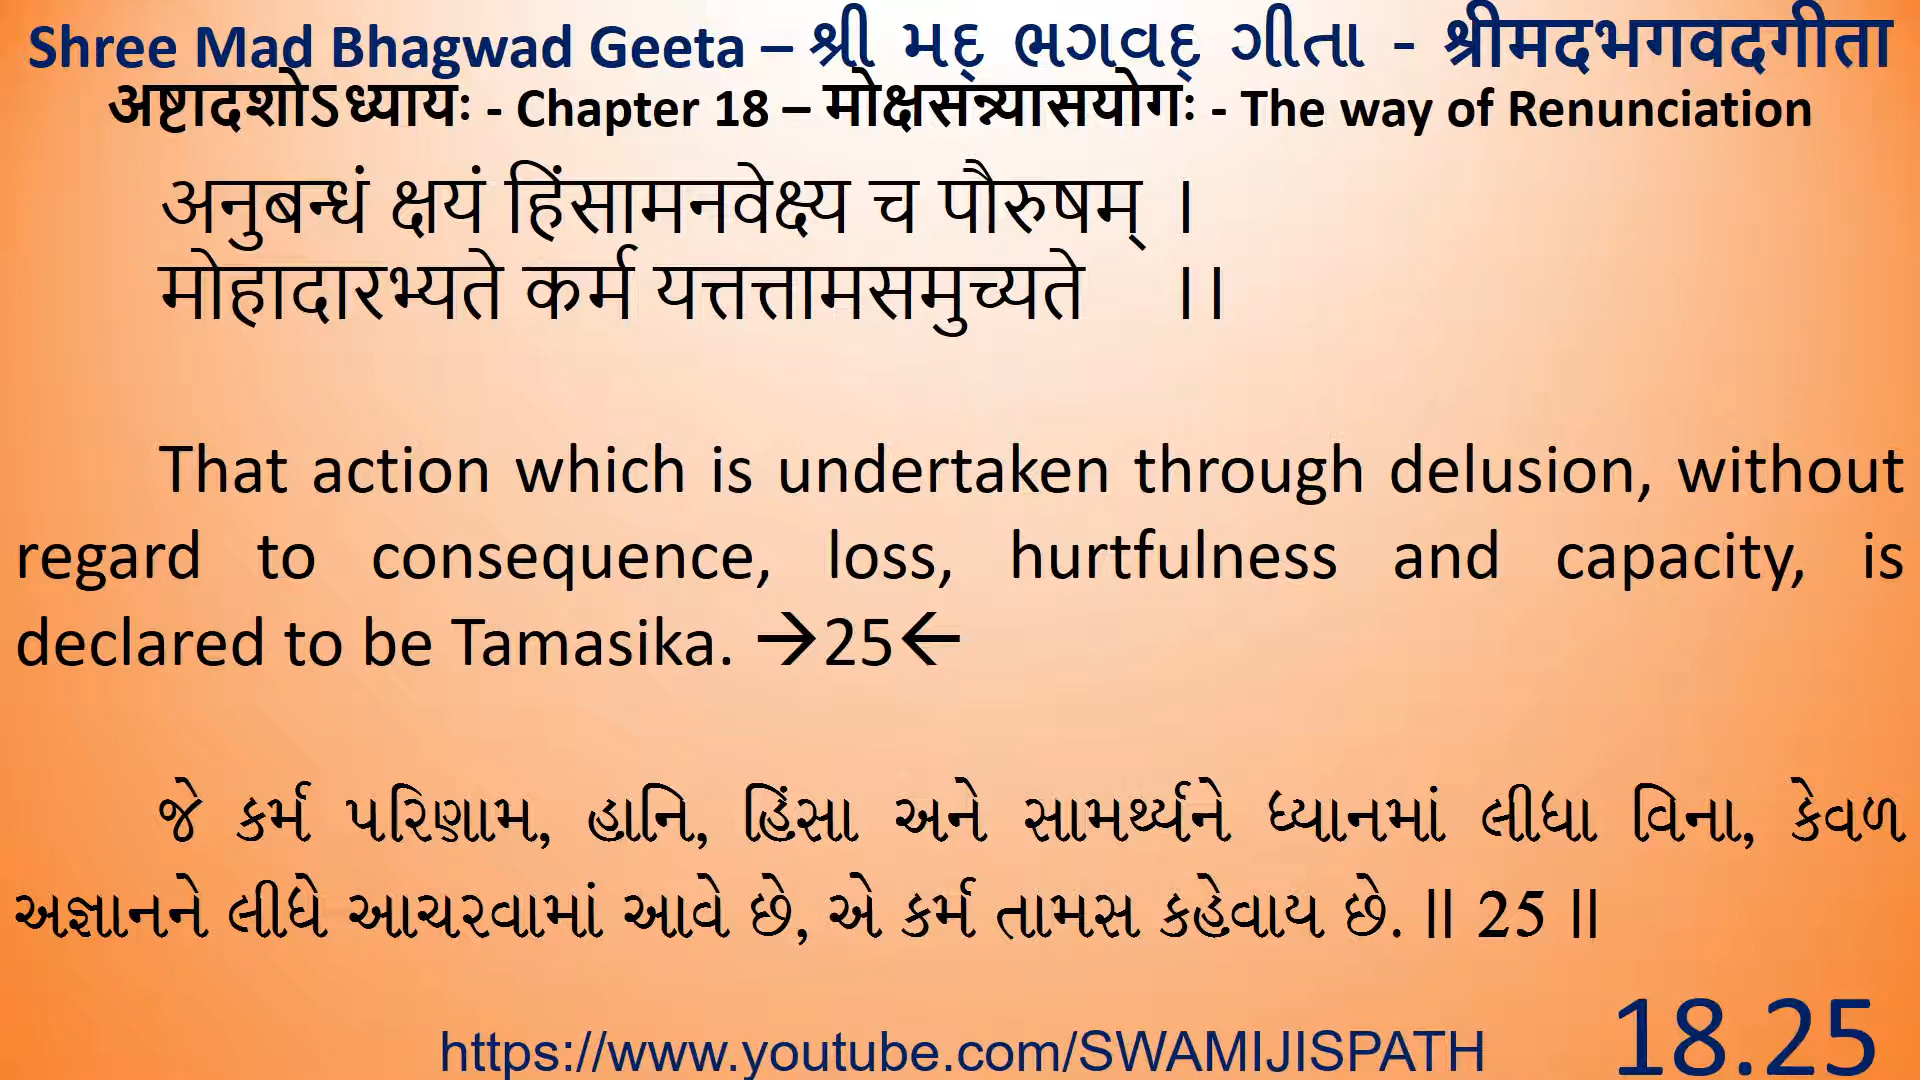 Shree Mad Bhagwad Geeta – શ્રી મદ્ ભગવદ્ ગીતા - श्रीमदभगवदगीता
अष्टादशोऽध्यायः - Chapter 18 – मोक्षसंन्यासयोगः - The way of Renunciation
अनुबन्धं क्षयं हिंसामनवेक्ष्य च पौरुषम् ।
मोहादारभ्यते कर्म यत्तत्तामसमुच्यते ।।
That action which is undertaken through delusion, without
regard to consequence, loss, hurtfulness and capacity, is
declared to be Tamasika. →25←
જે કર્મ પરિણામ, હાનિ, હિંસા અને સામર્થ્યને ધ્યાનમાં લીધા વિના, કેવળ
અજ્ઞાનને લીધે આચરવામાં આવે છે, એ કર્મ તામસ કહેવાય છે. || 25 ||
https://www.youtube.com/SWAMIJISPATH 18.25